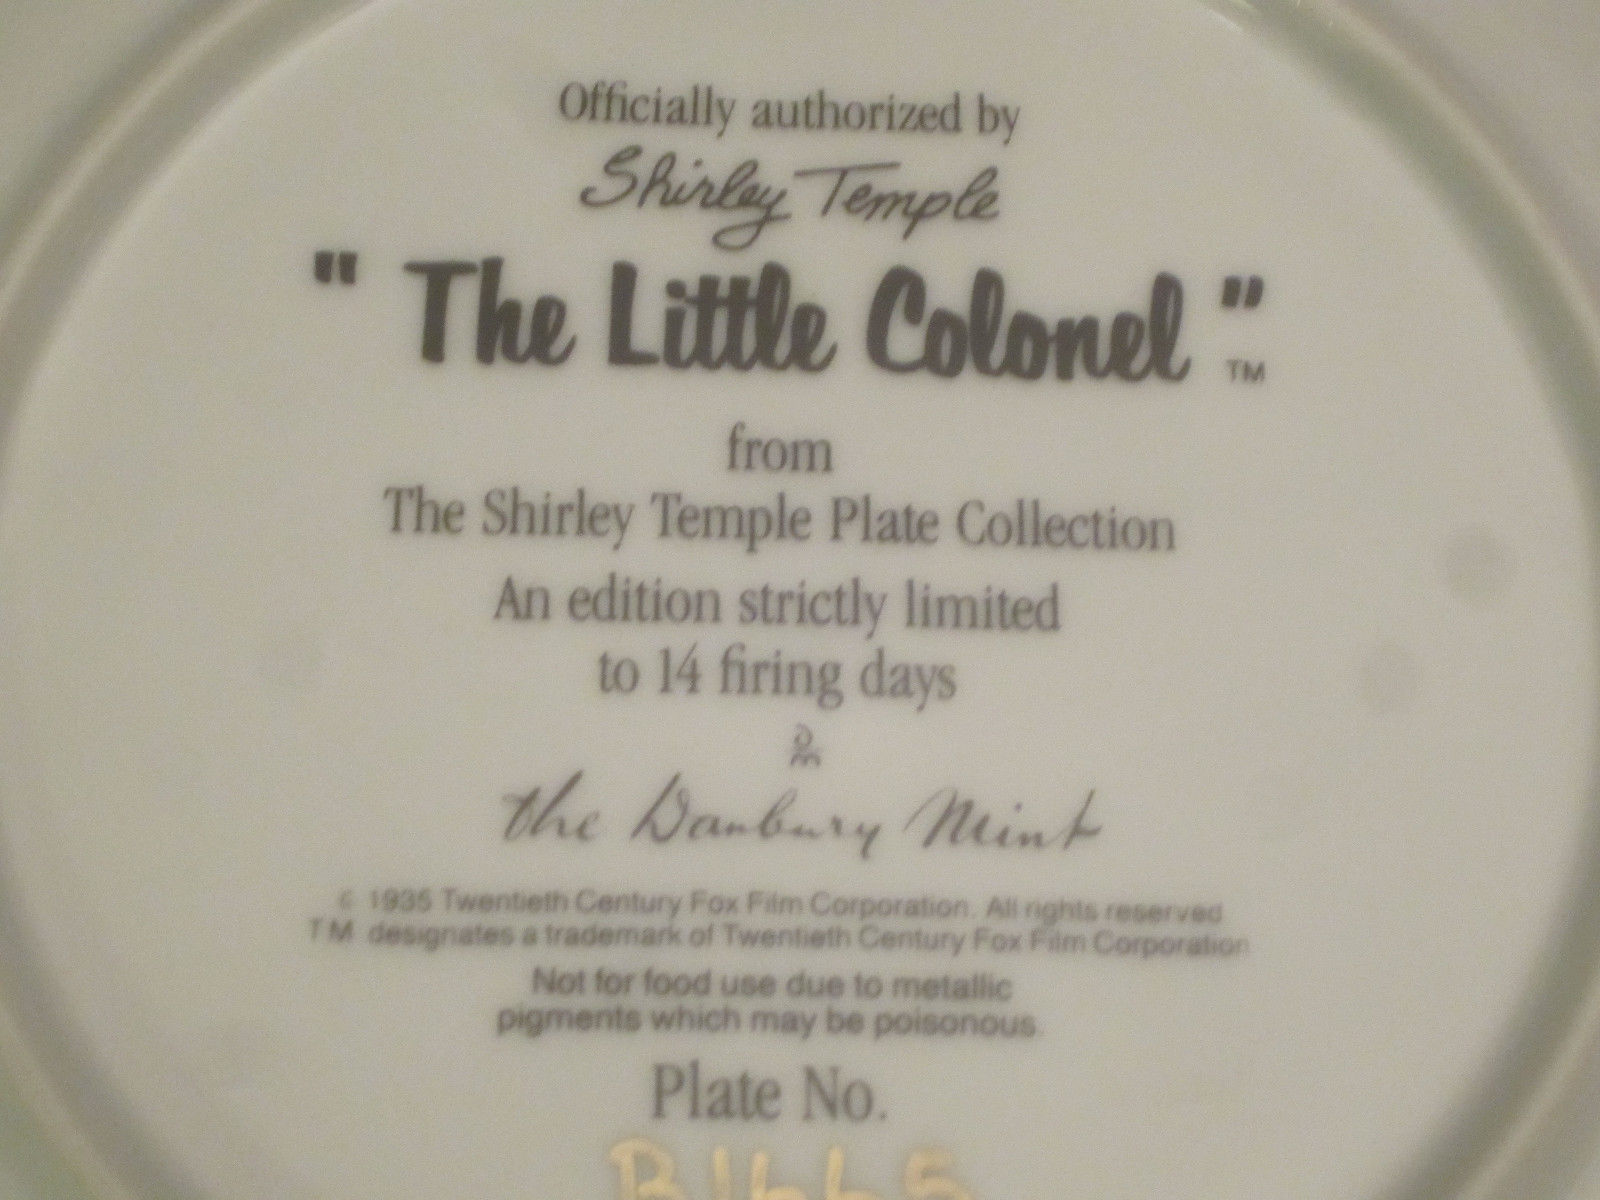 Officially authorized by
Shirley Temple
" The Little Colonel " TM
from
The Shirley Temple Plate Collection
An edition strictly limited
to 14 firing days
DM
the Danbury Mint
© 1935 Twentieth Century Fox Film Corporation. All rights reserved
TM designates a trademark of Twentieth Century Fox Film Corporation
Not for food use due to metallic
pigments which may be poisonous.
Plate No.